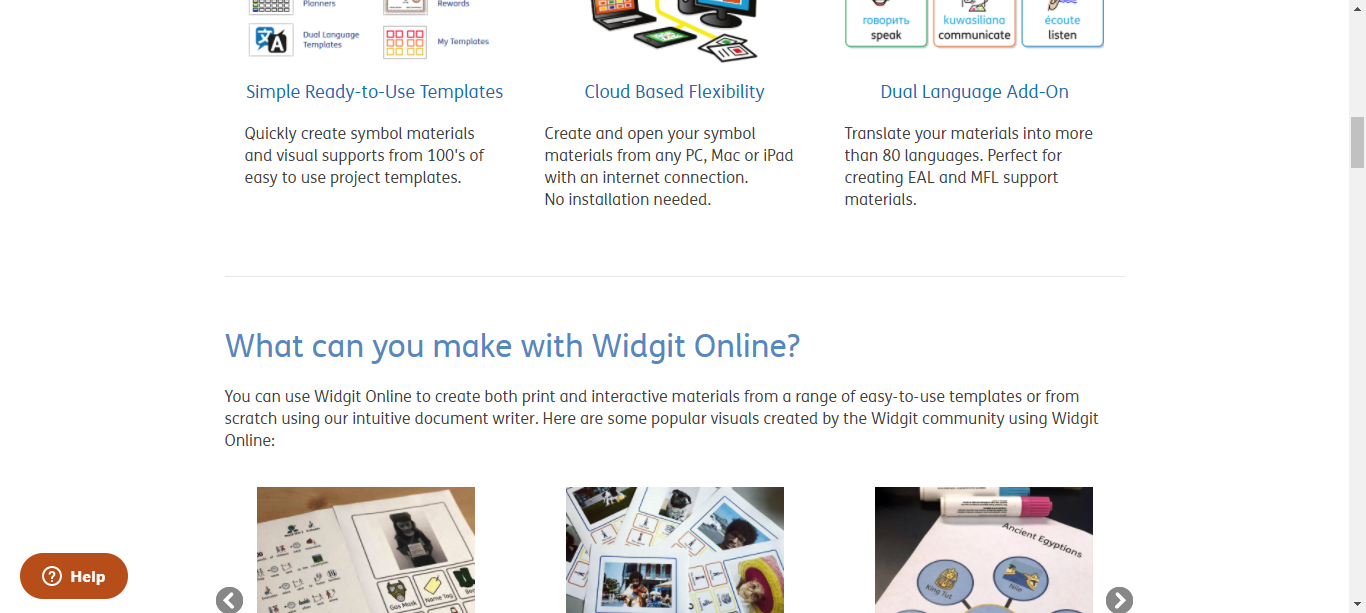 Planners
Rewards
Dual Language
Templates
My Templates
говорить
speak
kuwasiliana
communicate
écoute
listen
Simple Ready-to-Use Templates
Cloud Based Flexibility
Dual Language Add-On
Quickly create symbol materials
and visual supports from 100's of
easy to use project templates.
Create and open your symbol
materials from any PC, Mac or iPad
with an internet connection.
No installation needed.
Translate your materials into more
than 80 languages. Perfect for
creating EAL and MFL support
materials.
What can you make with Widgit Online?
You can use Widgit Online to create both print and interactive materials from a range of easy-to-use templates or from
scratch using our intuitive document writer. Here are some popular visuals created by the Widgit community using Widgit
Online:
Gas Mask
Name Tag
Ancient Egyptians
King Tut
Nile
Help